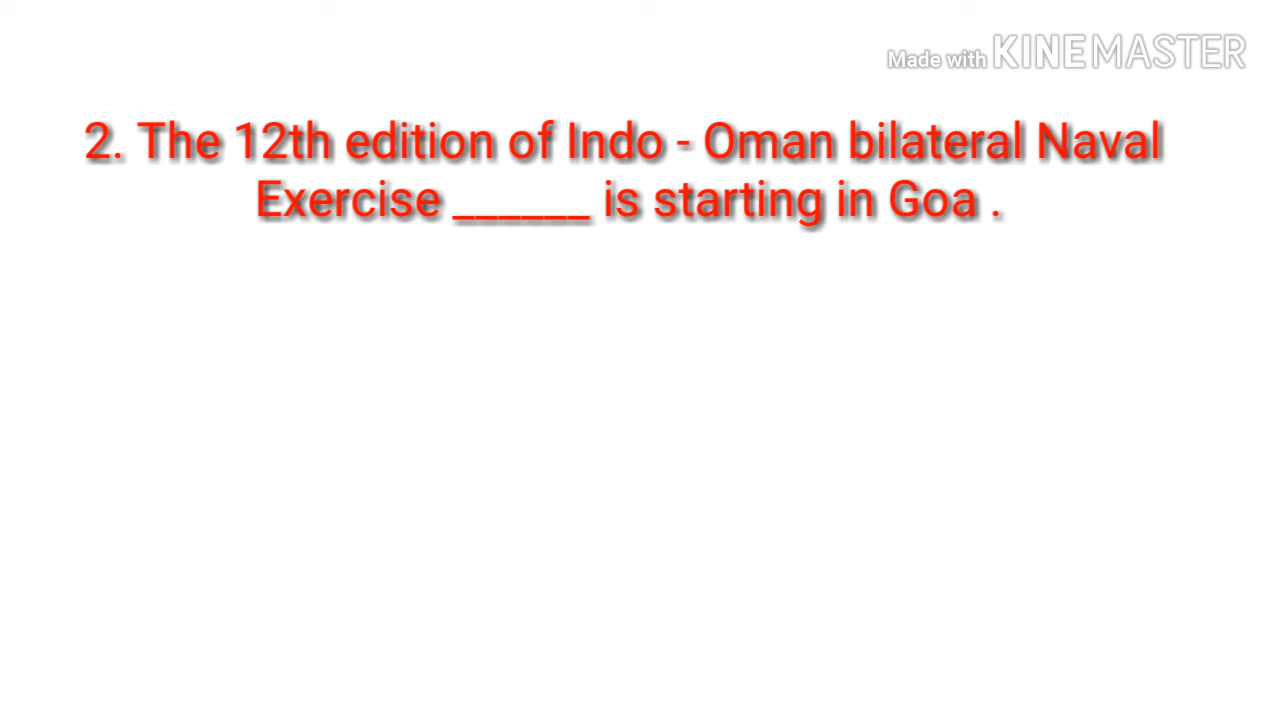 Made with KINEMASTER
2. The 12th edition of Indo - Oman bilateral Naval
Exercise ______ is starting in Goa .